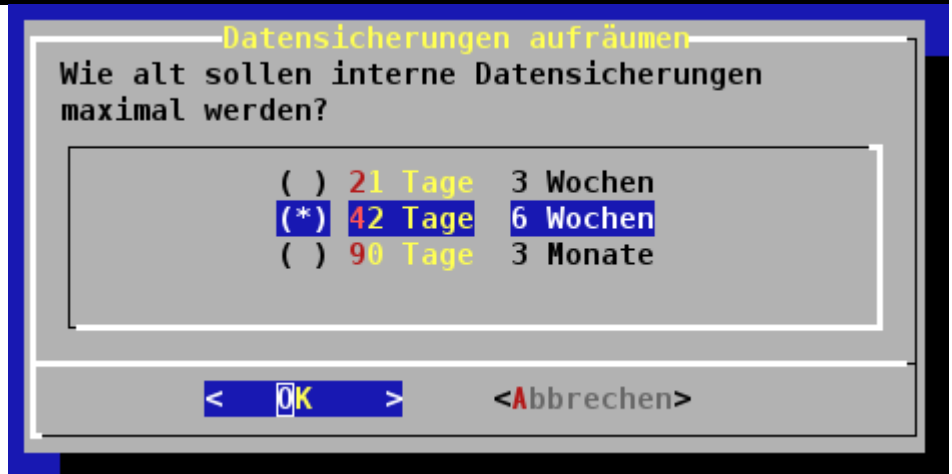 Datensicherungen aufräumen
Wie alt sollen interne Datensicherungen
maximal werden?
( ) 21 Tage 3 Wochen
(*) 42 Tage 6 Wochen
( ) 90 Tage 3 Monate
< OK > <Abbrechen>